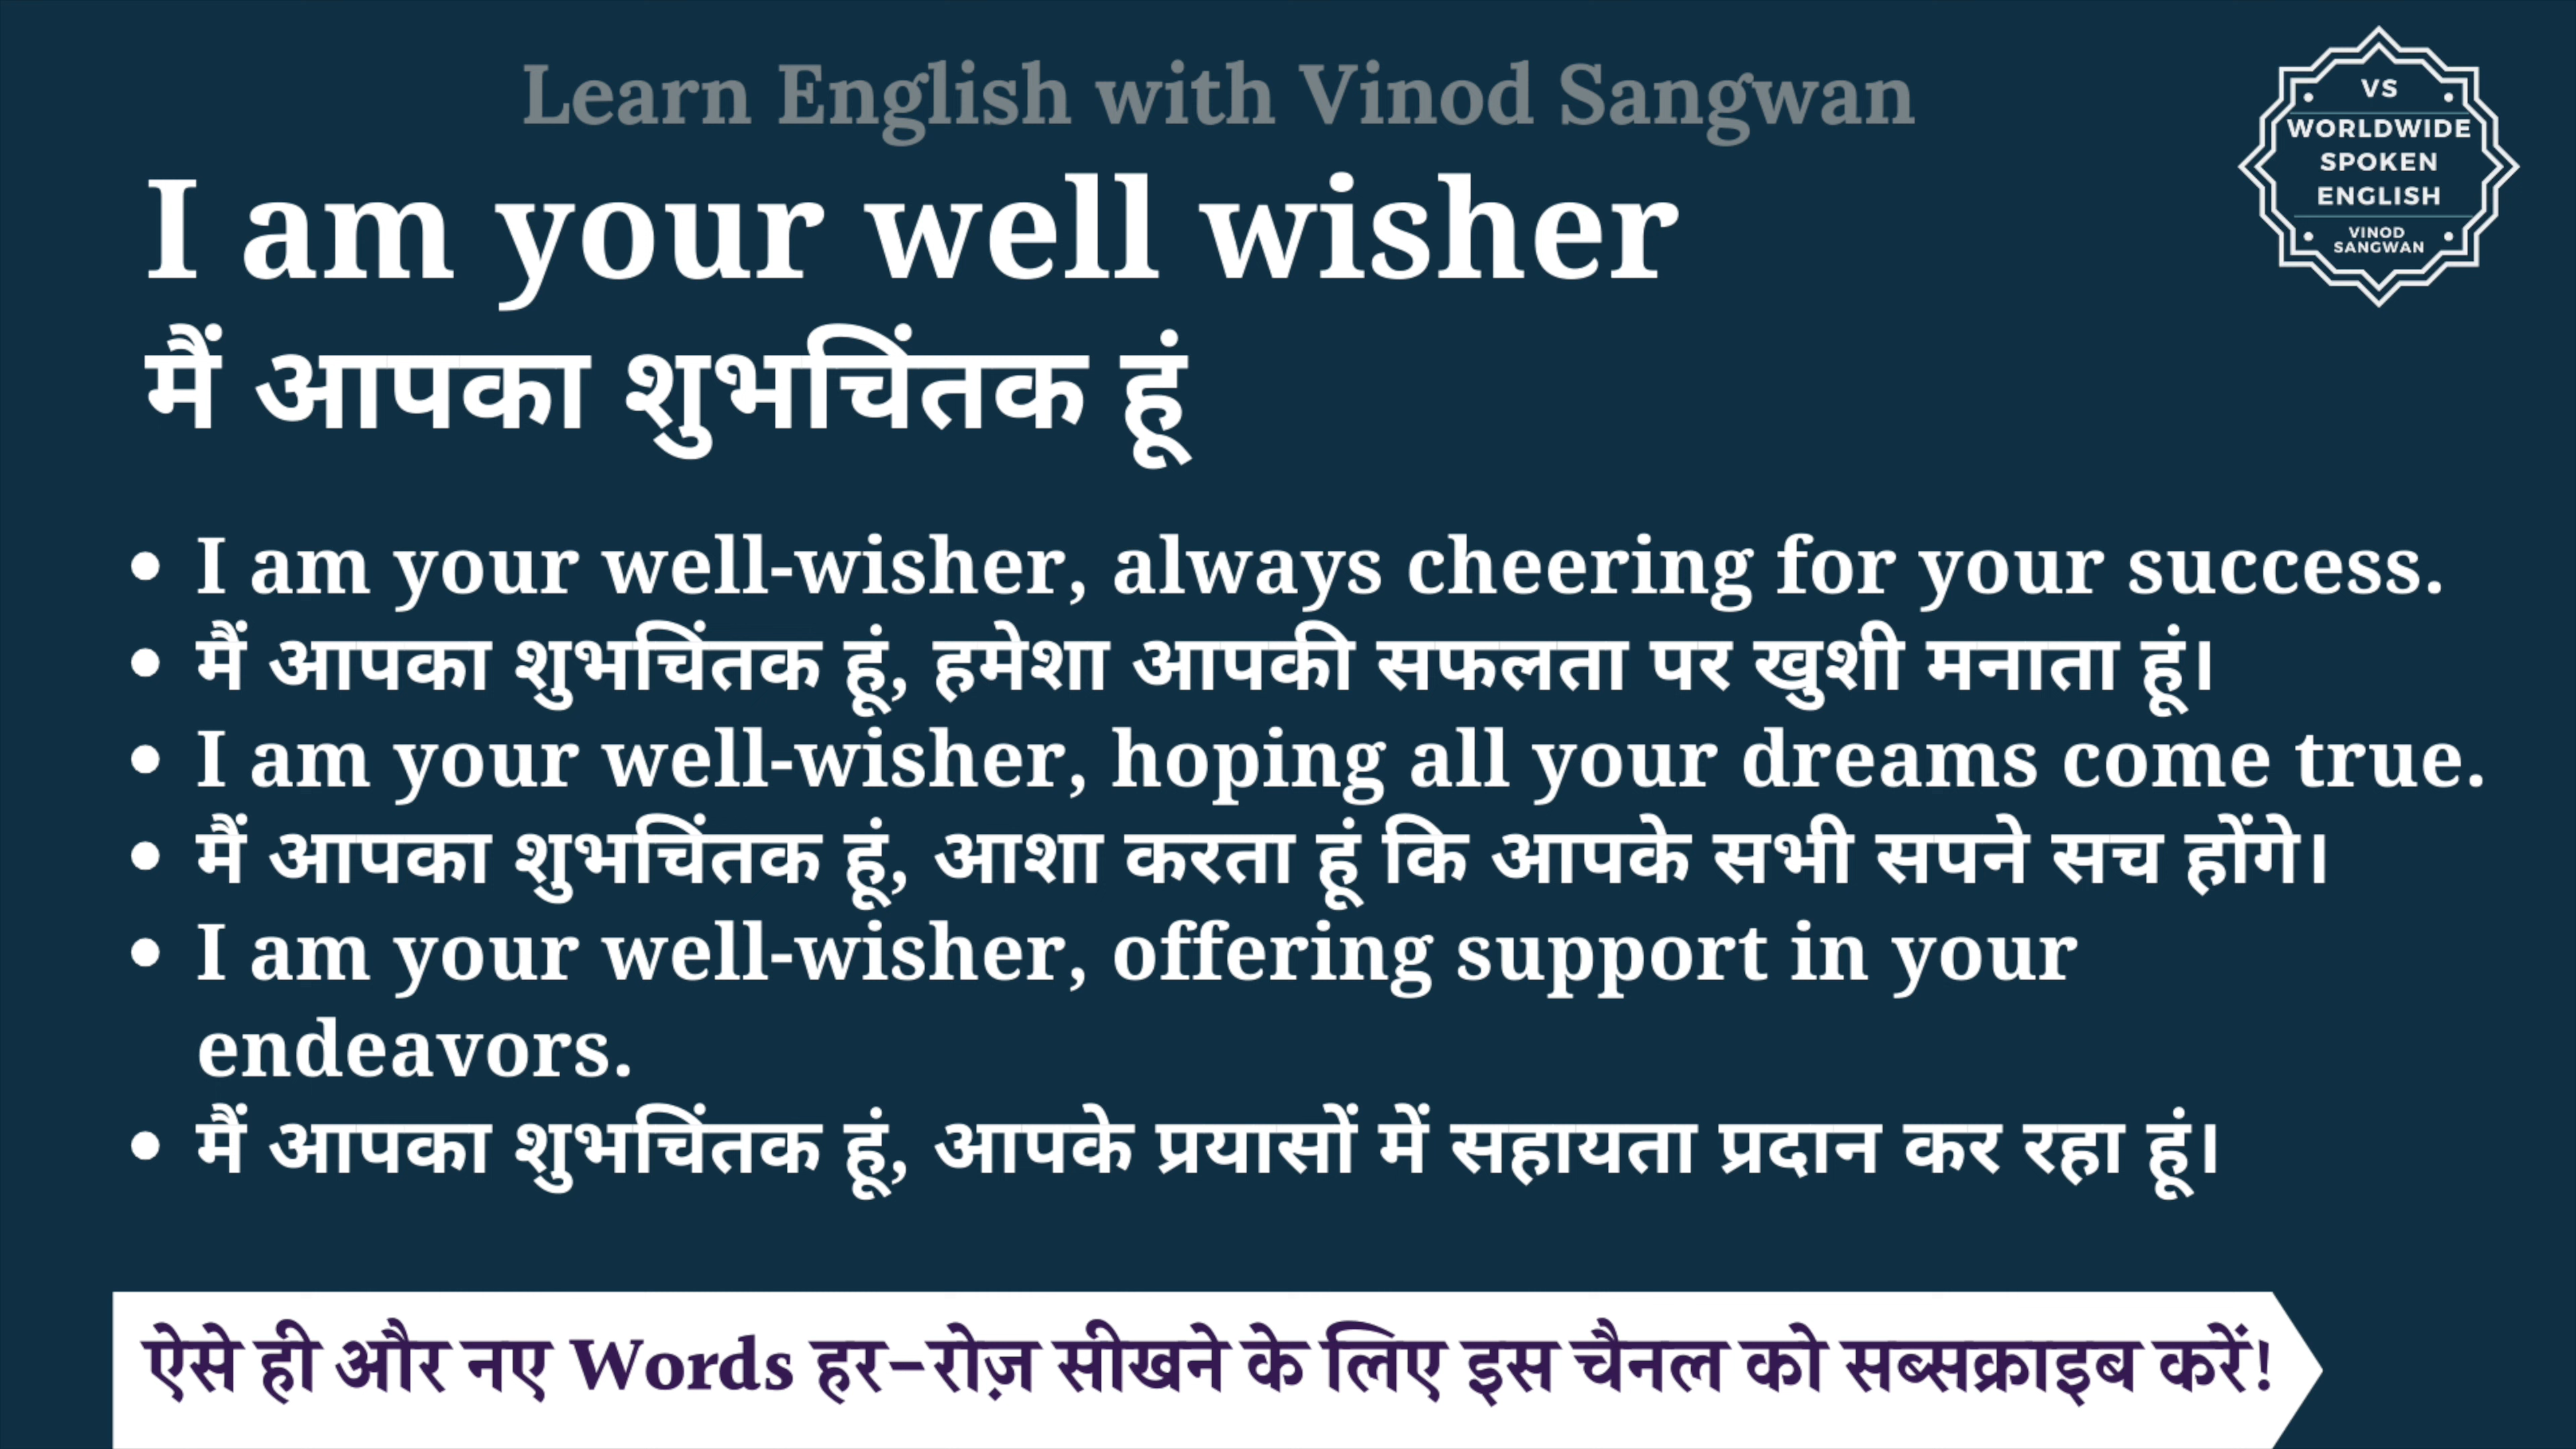 Learn English with Vinod Sangwan
VS
WORLDWIDE
SPOKEN
ENGLISH
VINOD
SANGWAN
I am your well wisher
मैं आपका शुभचिंतक हूं
• I am your well-wisher, always cheering for your success.
• मैं आपका शुभचिंतक हूं, हमेशा आपकी सफलता पर खुशी मनाता हूं।
• I am your well-wisher, hoping all your dreams come true.
• मैं आपका शुभचिंतक हूं, आशा करता हूं कि आपके सभी सपने सच होंगे।
• I am your well-wisher, offering support in your
endeavors.
• मैं आपका शुभचिंतक हूं, आपके प्रयासों में सहायता प्रदान कर रहा हूं।
ऐसे ही और नए Words हर-रोज़ सीखने के लिए इस चैनल को सब्सक्राइब करें!